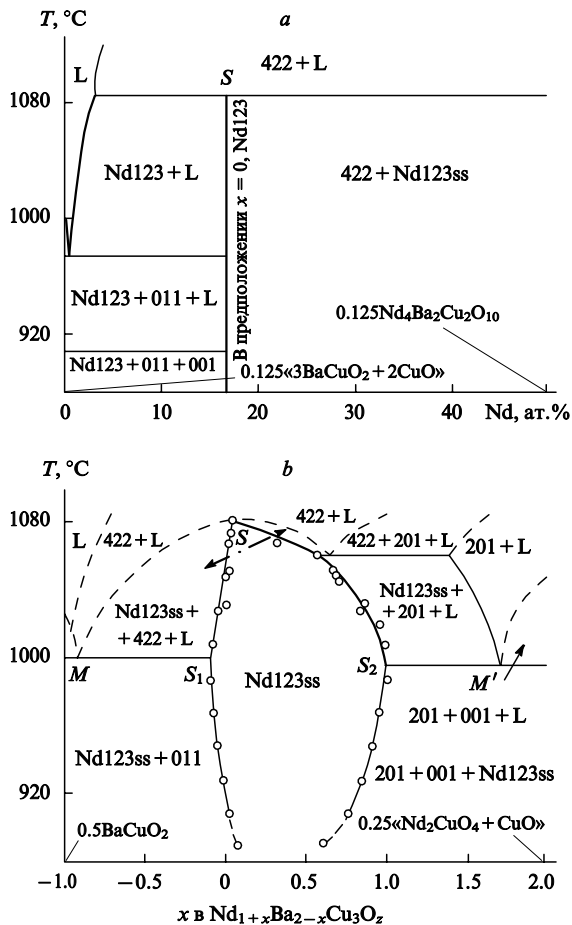 T, °C
a
422 + L
L
S
1080
Nd123 + L
В предположении x = 0, Nd123
422 + Nd123ss
1000
Nd123 + 011 + L
0.125Nd₄Ba₂Cu₂O₁₀
920
Nd123 + 011 + 001
0.125«3BaCuO₂ + 2CuO»
0 10 20 30 40 Nd, ат.%
T, °C
b
1080
422 + L
L 422 + L
S
422 + 201 + L
201 + L
Nd123ss +
+ 422 + L
Nd123ss +
+ 201 + L
1000
M
S₁
Nd123ss
S₂
M′
201 + 001 + L
Nd123ss + 011
201 + 001 + Nd123ss
920
0.5BaCuO₂
0.25«Nd₂CuO₄ + CuO»
−1.0 −0.5 0 0.5 1.0 1.5 2.0
x в Nd₁₊ₓBa₂₋ₓCu₃O_z